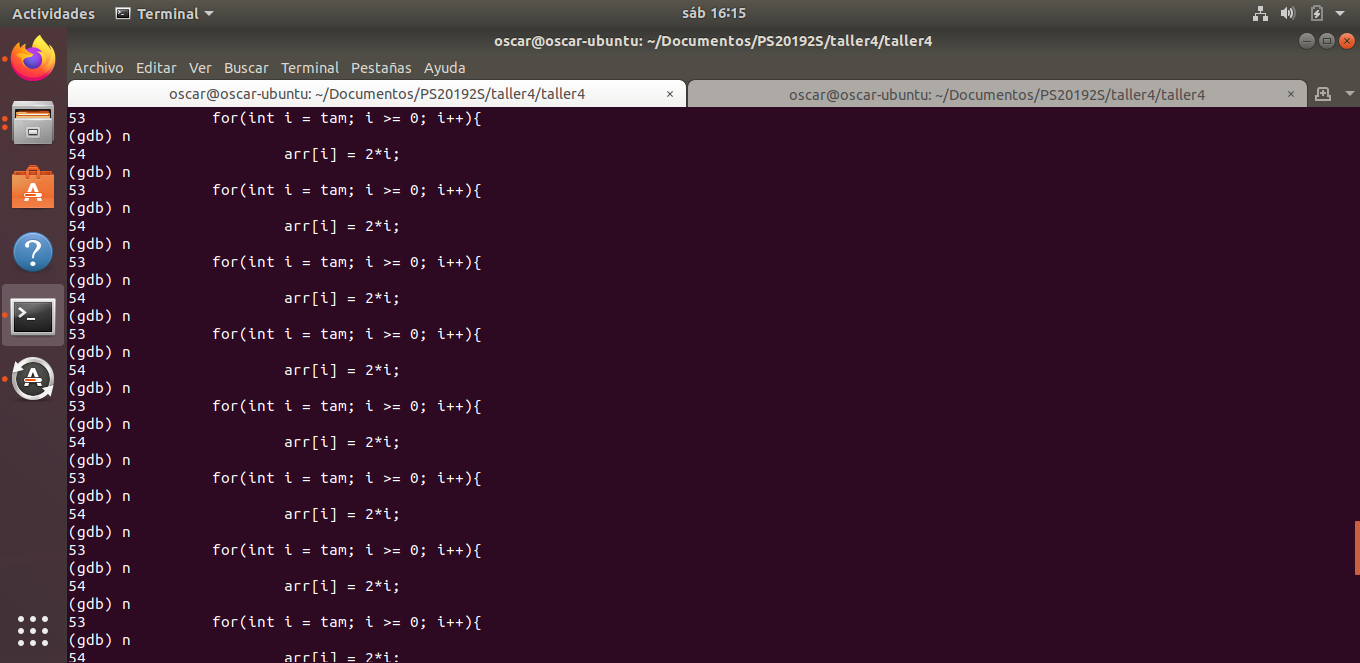 Actividades Terminal sáb 16:15
oscar@oscar-ubuntu: ~/Documentos/PS20192S/taller4/taller4
Archivo Editar Ver Buscar Terminal Pestañas Ayuda
oscar@oscar-ubuntu: ~/Documentos/PS20192S/taller4/taller4 × oscar@oscar-ubuntu: ~/Documentos/PS20192S/taller4/taller4 ×
53 for(int i = tam; i >= 0; i++){
(gdb) n
54 arr[i] = 2*i;
(gdb) n
53 for(int i = tam; i >= 0; i++){
(gdb) n
54 arr[i] = 2*i;
(gdb) n
53 for(int i = tam; i >= 0; i++){
(gdb) n
54 arr[i] = 2*i;
(gdb) n
53 for(int i = tam; i >= 0; i++){
(gdb) n
54 arr[i] = 2*i;
(gdb) n
53 for(int i = tam; i >= 0; i++){
(gdb) n
54 arr[i] = 2*i;
(gdb) n
53 for(int i = tam; i >= 0; i++){
(gdb) n
54 arr[i] = 2*i;
(gdb) n
53 for(int i = tam; i >= 0; i++){
(gdb) n
54 arr[i] = 2*i;
(gdb) n
53 for(int i = tam; i >= 0; i++){
(gdb) n
54 arr[i] = 2*i;